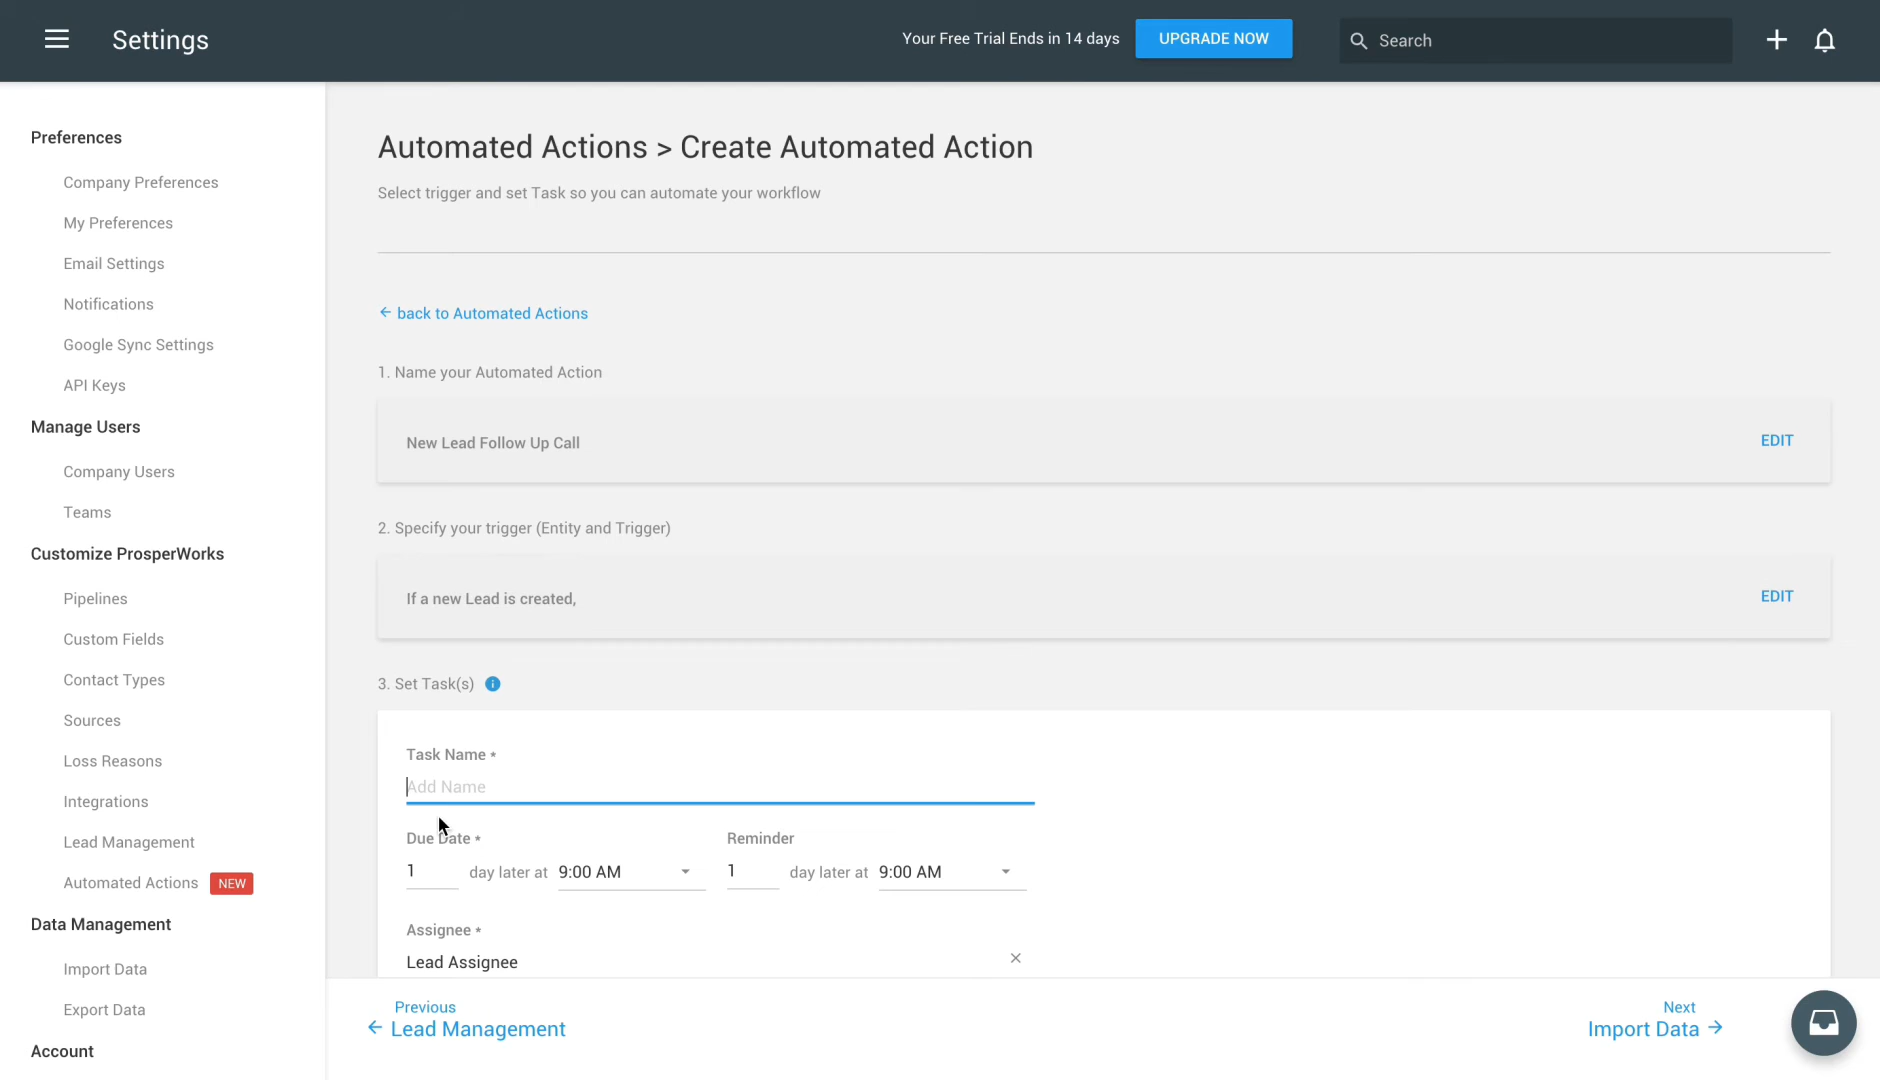 Settings
Your Free Trial Ends in 14 days
UPGRADE NOW
Search
Preferences
Company Preferences
My Preferences
Email Settings
Notifications
Google Sync Settings
API Keys
Manage Users
Company Users
Teams
Customize ProsperWorks
Pipelines
Custom Fields
Contact Types
Sources
Loss Reasons
Integrations
Lead Management
Automated Actions NEW
Data Management
Import Data
Export Data
Account
Automated Actions > Create Automated Action
Select trigger and set Task so you can automate your workflow
← back to Automated Actions
1. Name your Automated Action
New Lead Follow Up Call
EDIT
2. Specify your trigger (Entity and Trigger)
If a new Lead is created,
EDIT
3. Set Task(s)
Task Name *
Add Name
Due Date * Reminder
1 day later at 9:00 AM 1 day later at 9:00 AM
Assignee *
Lead Assignee
Previous
← Lead Management
Next
Import Data →